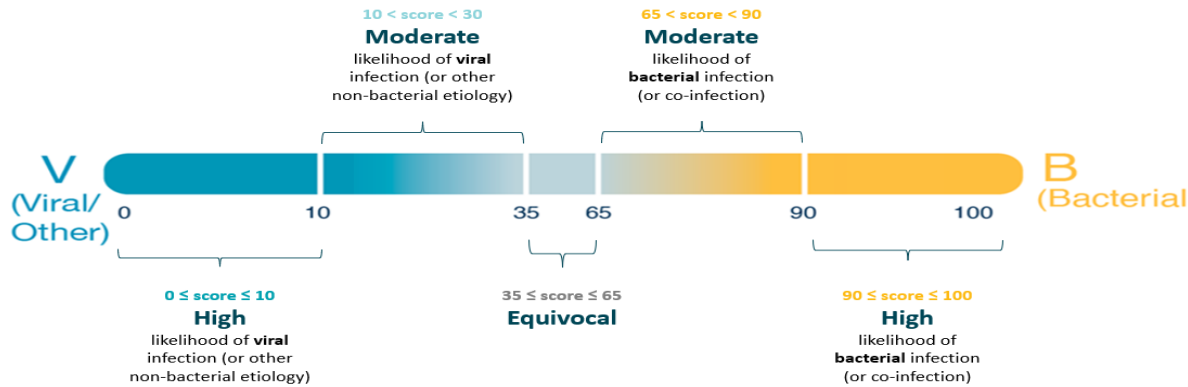 10 < score < 30
Moderate
likelihood of viral
infection (or other
non-bacterial etiology)
65 < score < 90
Moderate
likelihood of
bacterial infection
(or co-infection)
V
(Viral/
Other)
0
10
35
65
90
100
B
(Bacterial
0 ≤ score ≤ 10
High
likelihood of viral
infection (or other
non-bacterial etiology)
35 ≤ score ≤ 65
Equivocal
90 ≤ score ≤ 100
High
likelihood of
bacterial infection
(or co-infection)